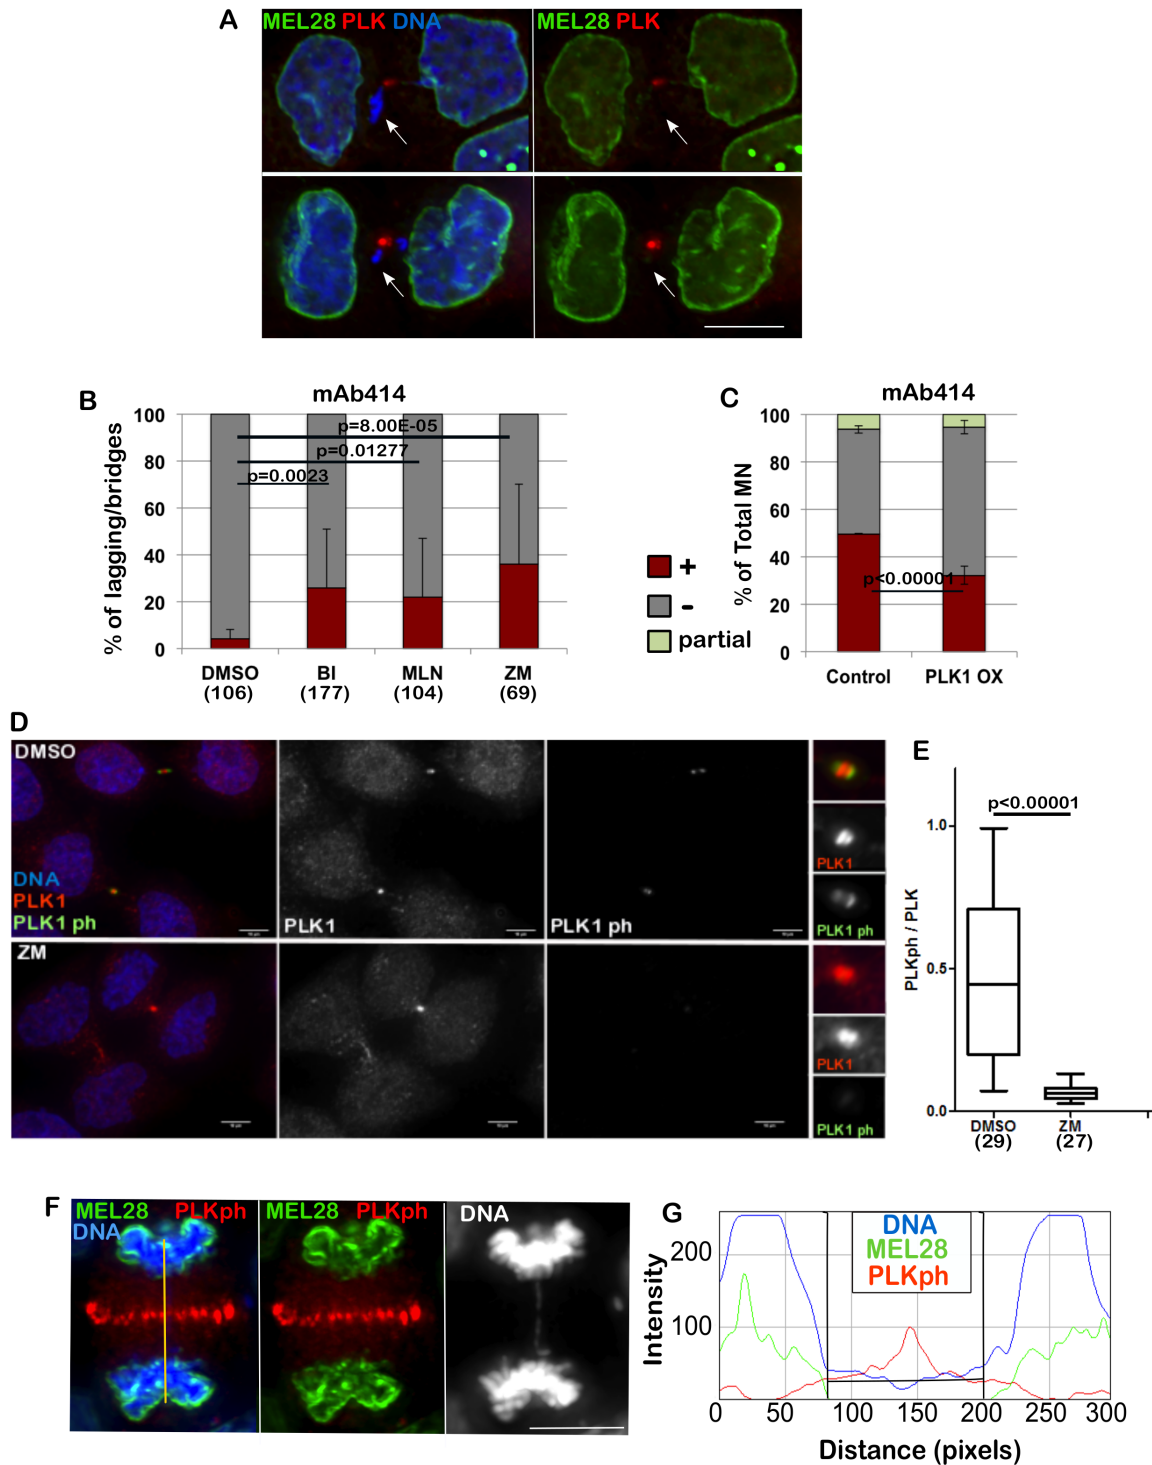 A
MEL28 PLK DNA
MEL28 PLK
B
mAb414
% of lagging/bridges
100
80
60
40
20
0
p=8.00E-05
p=0.01277
p=0.0023
DMSO
(106)
BI
(177)
MLN
(104)
ZM
(69)
+
-
partial
C
mAb414
% of Total MN
100
80
60
40
20
0
p<0.00001
Control
PLK1 OX
D
DMSO
DNA
PLK1
PLK1 ph
PLK1
PLK1 ph
PLK1
PLK1 ph
ZM
PLK1
PLK1 ph
E
p<0.00001
PLKph / PLK
1.0
0.5
0.0
DMSO
(29)
ZM
(27)
F
MEL28 PLKph
DNA
MEL28 PLKph
DNA
G
DNA
MEL28
PLKph
Intensity
200
100
0 50 100 150 200 250 300
Distance (pixels)